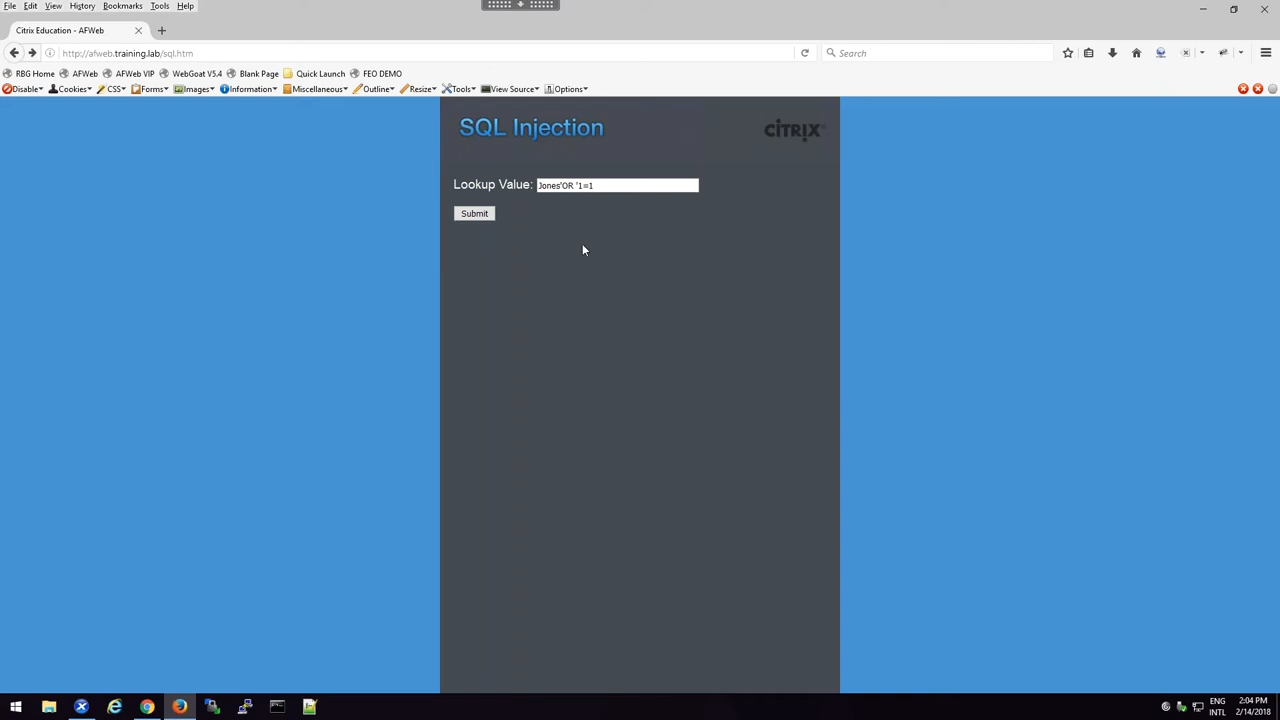 File Edit View History Bookmarks Tools Help
Citrix Education - AFWeb
http://afweb.training.lab/sql.htm Search
RBG Home AFWeb AFWeb VIP WebGoat V5.4 Blank Page Quick Launch FEO DEMO
Disable Cookies CSS Forms Images Information Miscellaneous Outline Resize Tools View Source Options
SQL Injection CITRIX
Lookup Value: Jones'OR '1=1
Submit
ENG 2:04 PM
INTL 2/14/2018